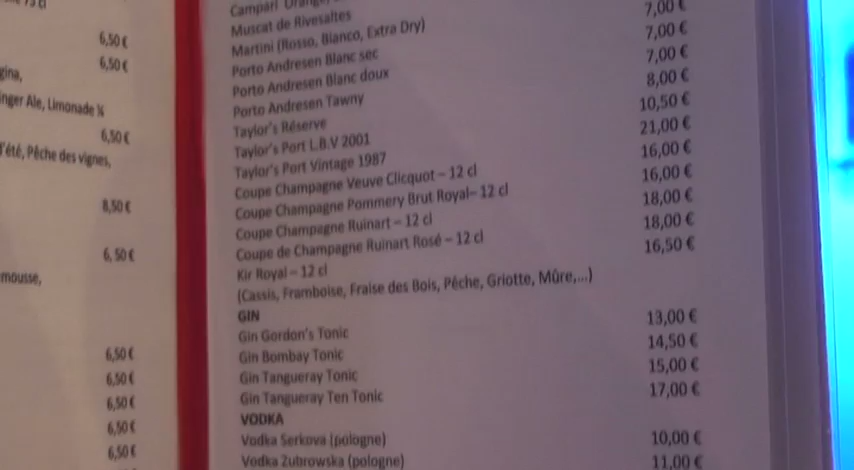 6,50 €
6,50 €
gina,
inger Ale, Limonade ¼
6,50 €
l'été, Pêche des vignes,
8,50 €
6,50 €
mousse,
6,50 €
6,50 €
6,50 €
6,50 €
6,50 €
Campari Orange,
Muscat de Rivesaltes 7,00 €
Martini (Rosso, Bianco, Extra Dry) 7,00 €
Porto Andresen Blanc sec 7,00 €
Porto Andresen Blanc doux 8,00 €
Porto Andresen Tawny 10,50 €
Taylor's Réserve 21,00 €
Taylor's Port L.B.V 2001 16,00 €
Taylor's Port Vintage 1987 16,00 €
Coupe Champagne Veuve Clicquot – 12 cl 18,00 €
Coupe Champagne Pommery Brut Royal– 12 cl 18,00 €
Coupe Champagne Ruinart – 12 cl 16,50 €
Coupe de Champagne Ruinart Rosé – 12 cl
Kir Royal – 12 cl
(Cassis, Framboise, Fraise des Bois, Pêche, Griotte, Mûre,...)
GIN
Gin Gordon's Tonic 13,00 €
Gin Bombay Tonic 14,50 €
Gin Tangueray Tonic 15,00 €
Gin Tangueray Ten Tonic 17,00 €
VODKA
Vodka Serkova (pologne) 10,00 €
Vodka Zubrowska (pologne) 11,00 €